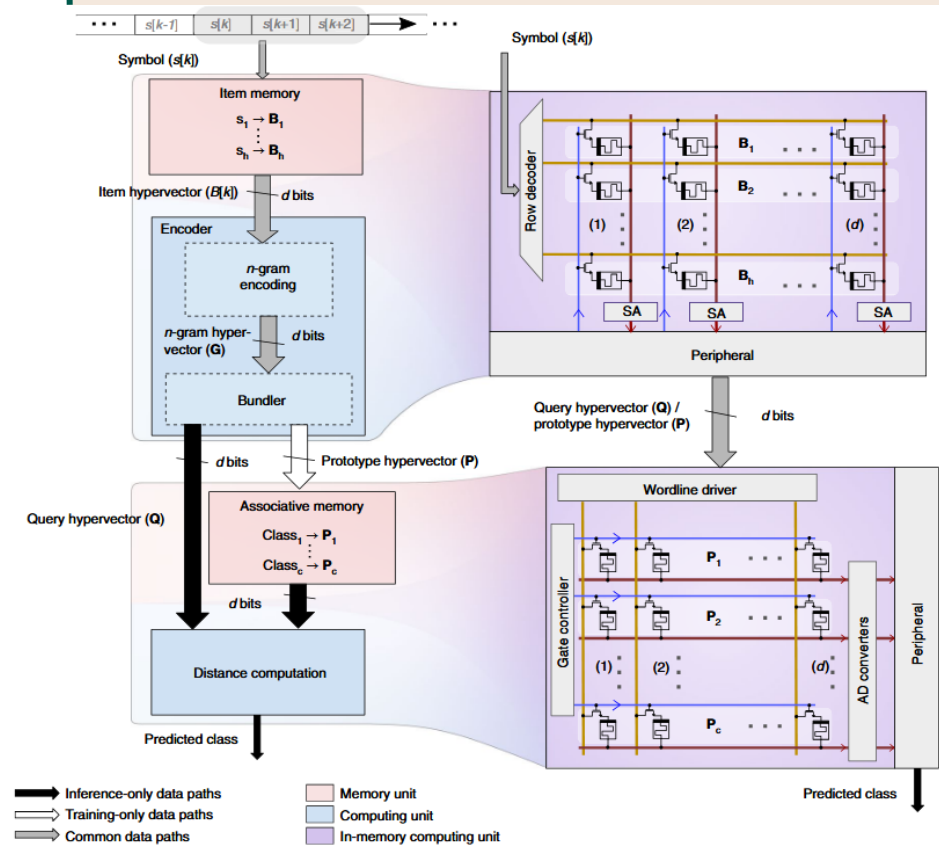 ••• s[k-1] s[k] s[k+1] s[k+2] •••
Symbol (s[k])
Item memory
s₁ → B₁
⋮
sₕ → Bₕ
Item hypervector (B[k])
d bits
Encoder
n-gram
encoding
n-gram hyper-
vector (G)
d bits
Bundler
d bits
Prototype hypervector (P)
Query hypervector (Q)
Associative memory
Class₁ → P₁
⋮
Class꜀ → P꜀
d bits
Distance computation
Predicted class
Symbol (s[k])
Row decoder
B₁
B₂
(1) (2) (d)
Bₕ
SA SA SA
Peripheral
Query hypervector (Q) /
prototype hypervector (P)
d bits
Wordline driver
Gate controller
P₁
P₂
(1) (2) (d)
P꜀
AD converters
Peripheral
Predicted class
Inference-only data paths
Training-only data paths
Common data paths
Memory unit
Computing unit
In-memory computing unit